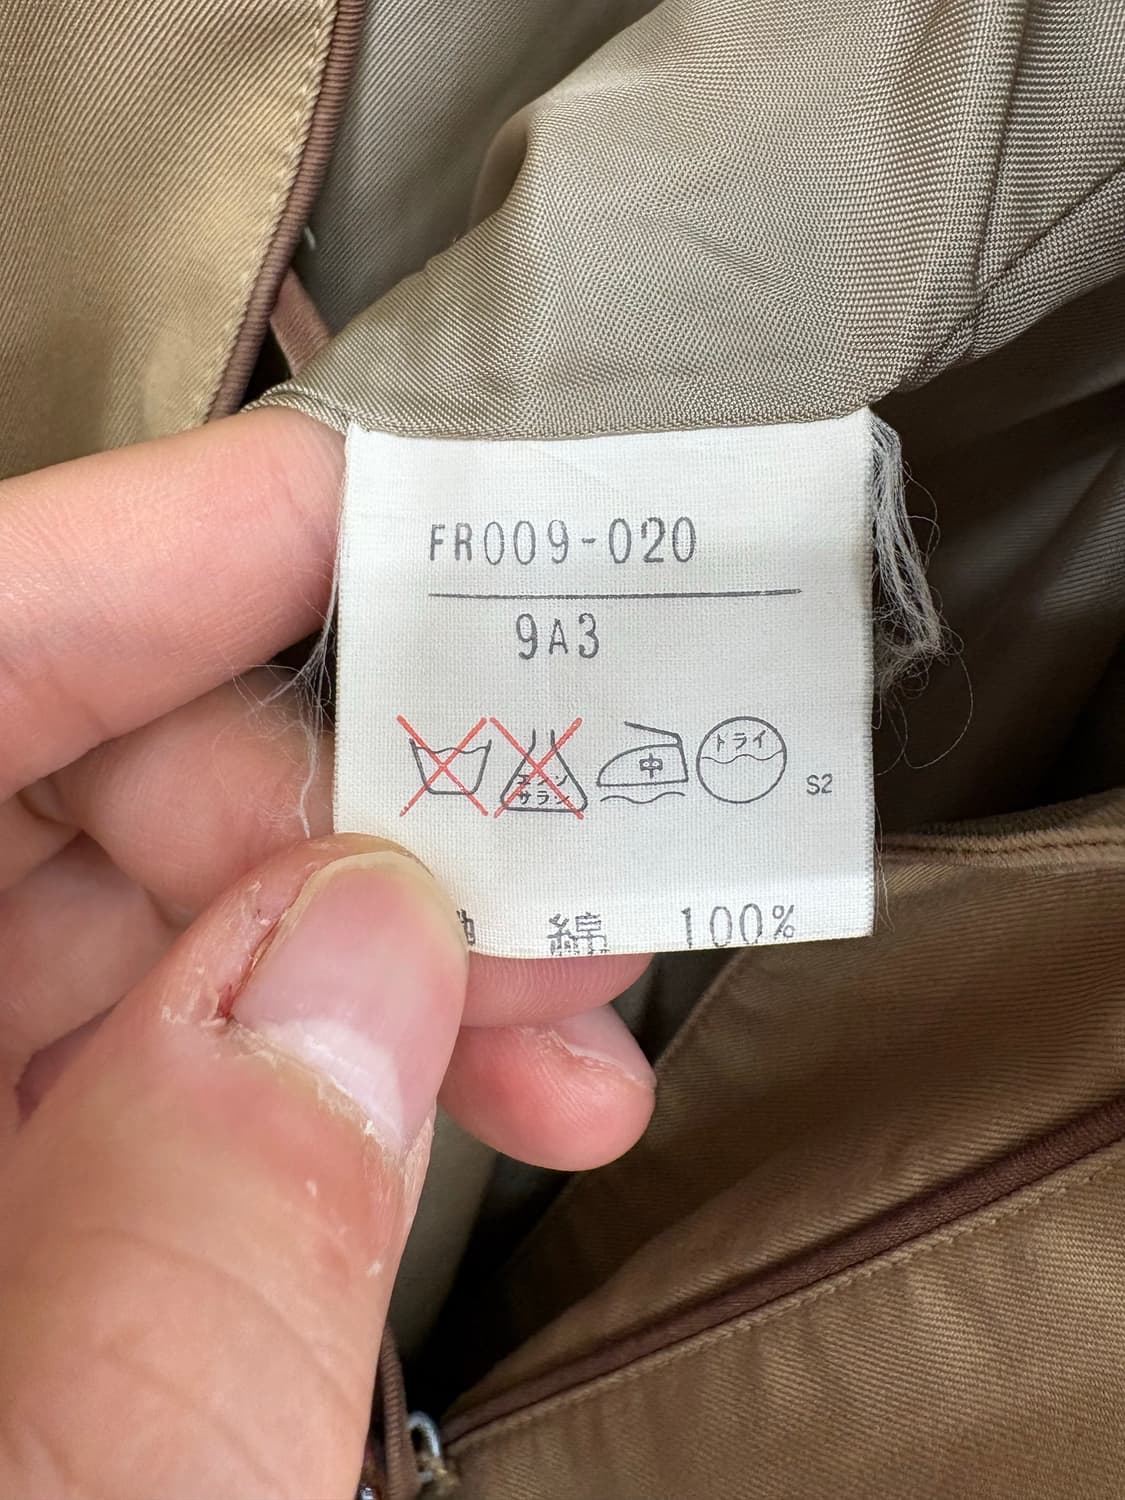 FR009-020
9A3
エンソ
サラシ
中
ドライ
S2
綿 100%